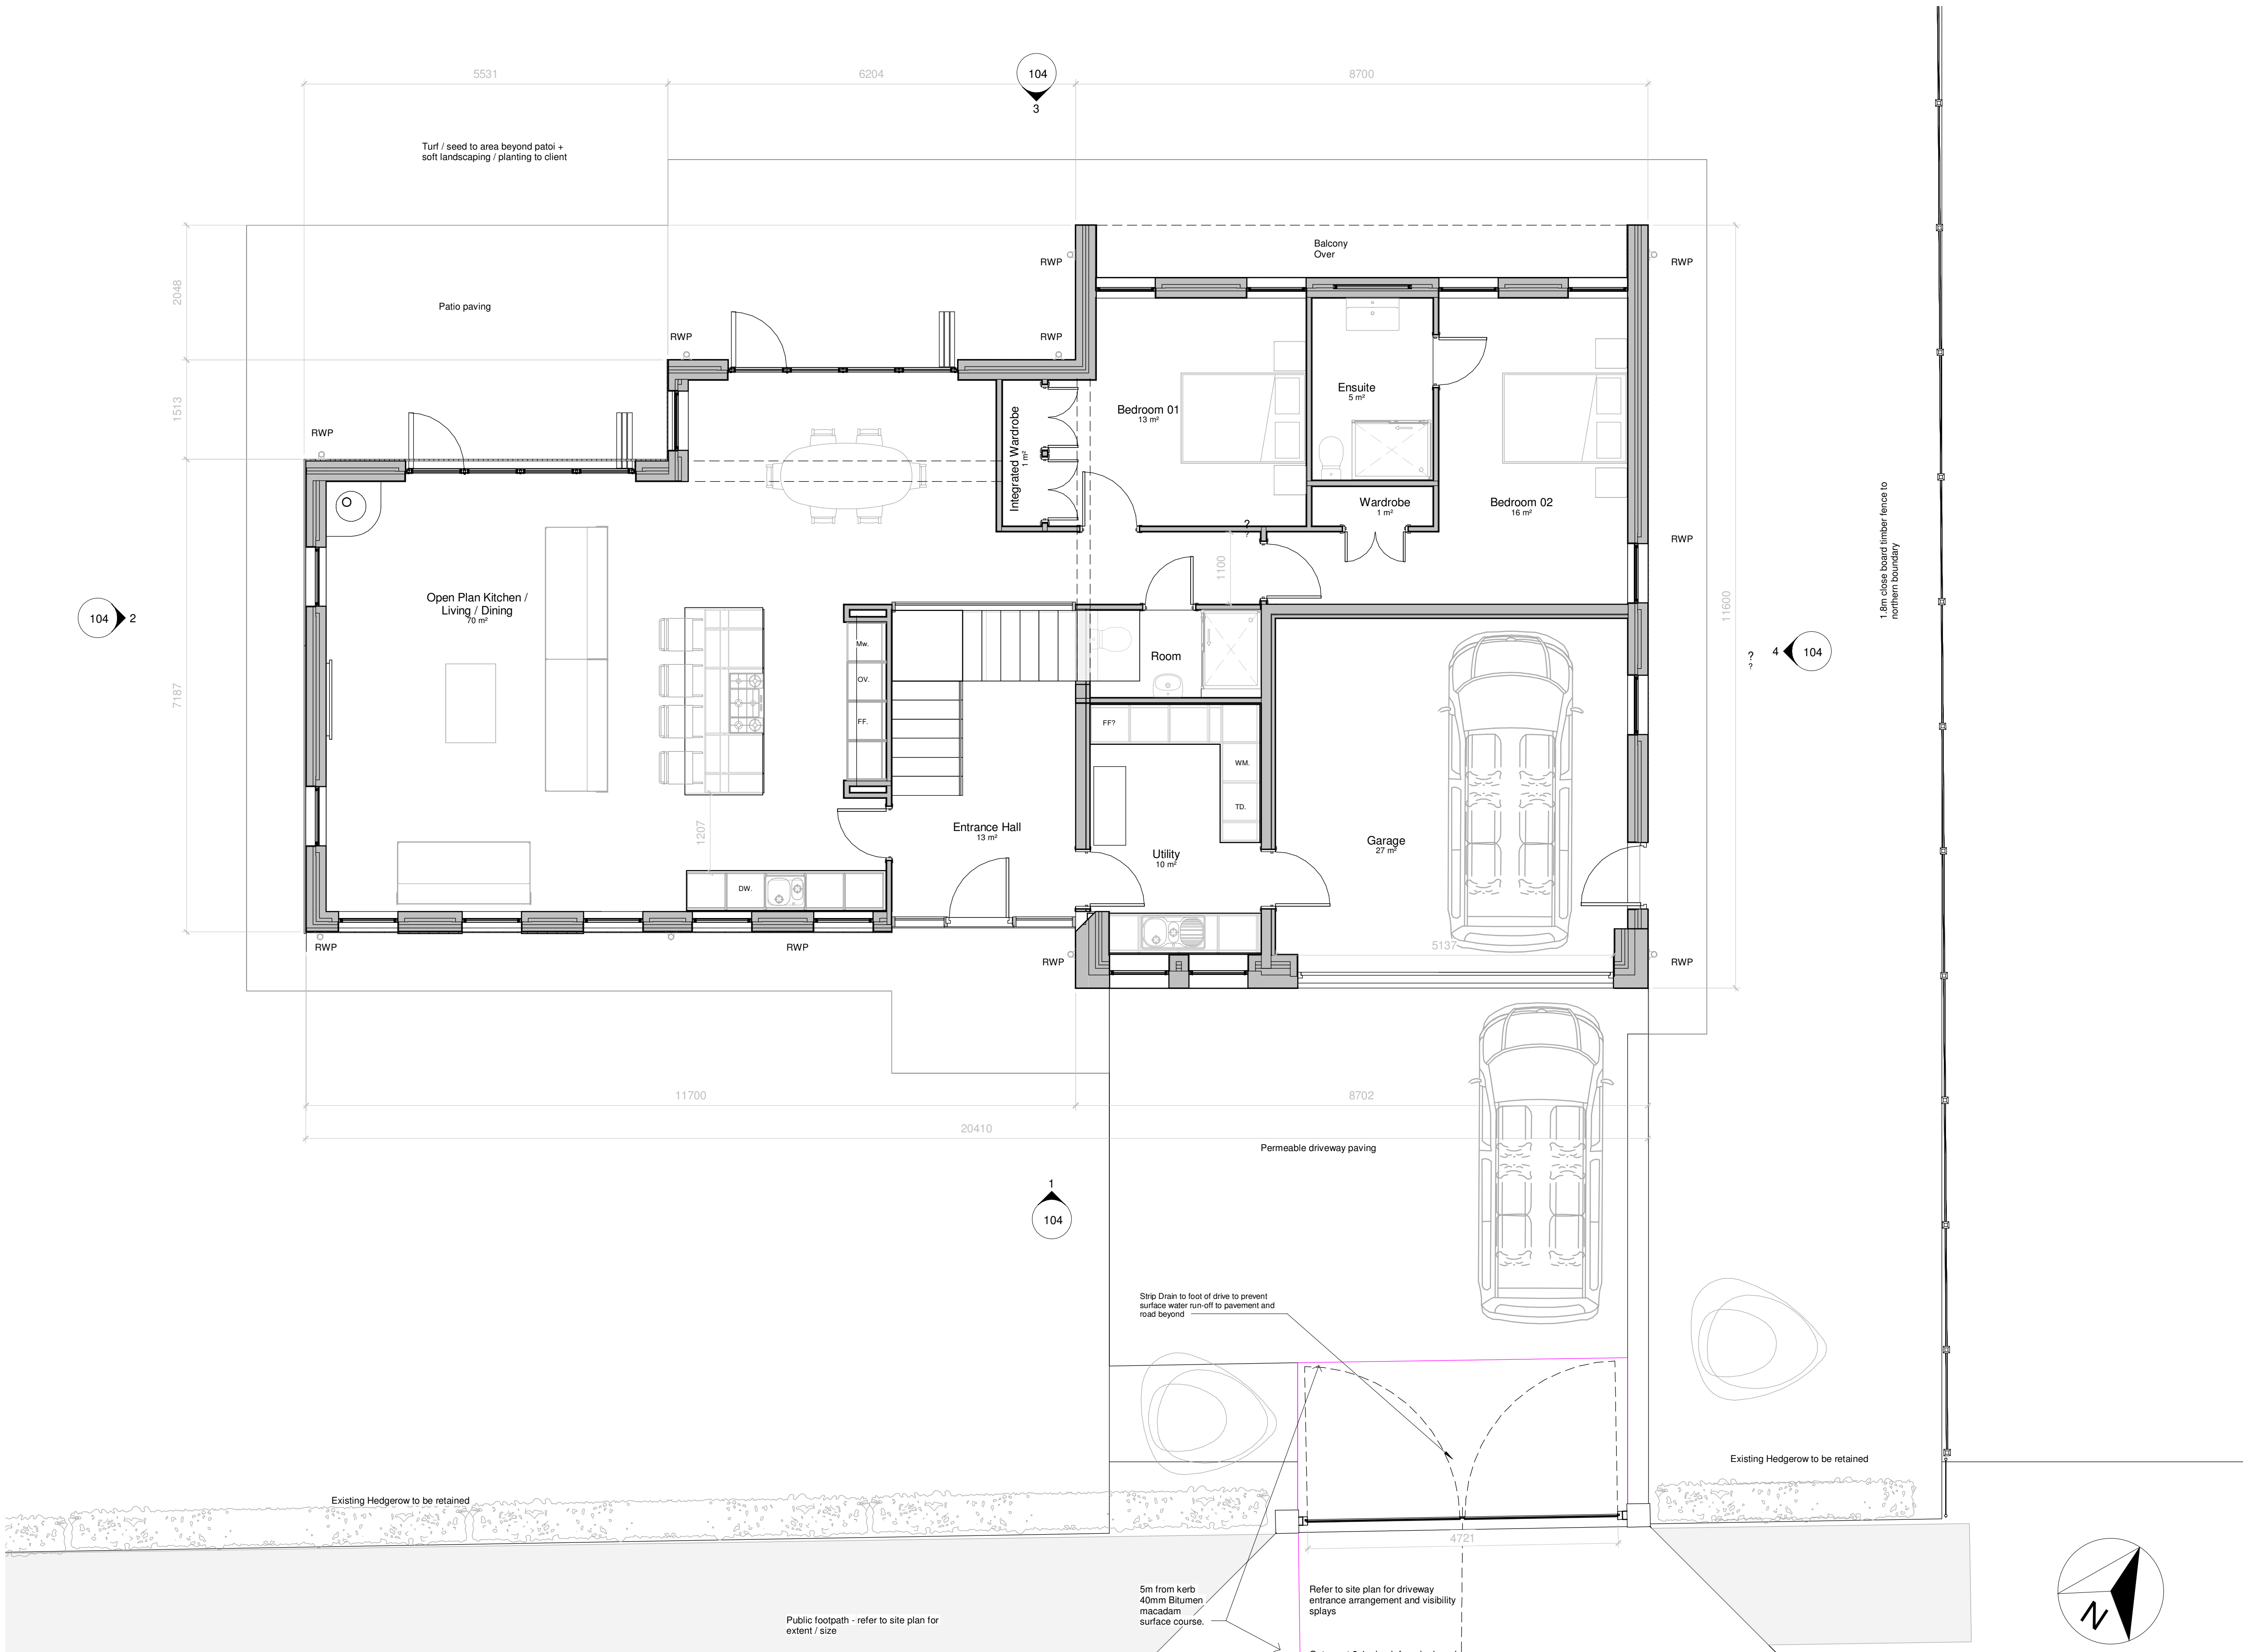 5531
6204
8700
104
3
Turf / seed to area beyond patoi +
soft landscaping / planting to client
Balcony
Over
RWP
RWP
2048
Patio paving
RWP
RWP
1513
RWP
Integrated Wardrobe
1 m²
Bedroom 01
13 m²
Ensuite
5 m²
Wardrobe
1 m²
Bedroom 02
16 m²
?
?
RWP
1.8m close board timber fence to
northern boundary
1100
11600
Open Plan Kitchen /
Living / Dining
70 m²
104
2
Mw.
OV.
FF.
Room
?
?
4
104
7187
FF?
WM.
TD.
1207
Entrance Hall
13 m²
Utility
10 m²
Garage
27 m²
DW.
5137
RWP
RWP
RWP
RWP
11700
8702
20410
Permeable driveway paving
1
104
Strip Drain to foot of drive to prevent
surface water run-off to pavement and
road beyond
Existing Hedgerow to be retained
Existing Hedgerow to be retained
4721
5m from kerb
40mm Bitumen
macadam
surface course.
Refer to site plan for driveway
entrance arrangement and visibility
splays
Public footpath - refer to site plan for
extent / size
N